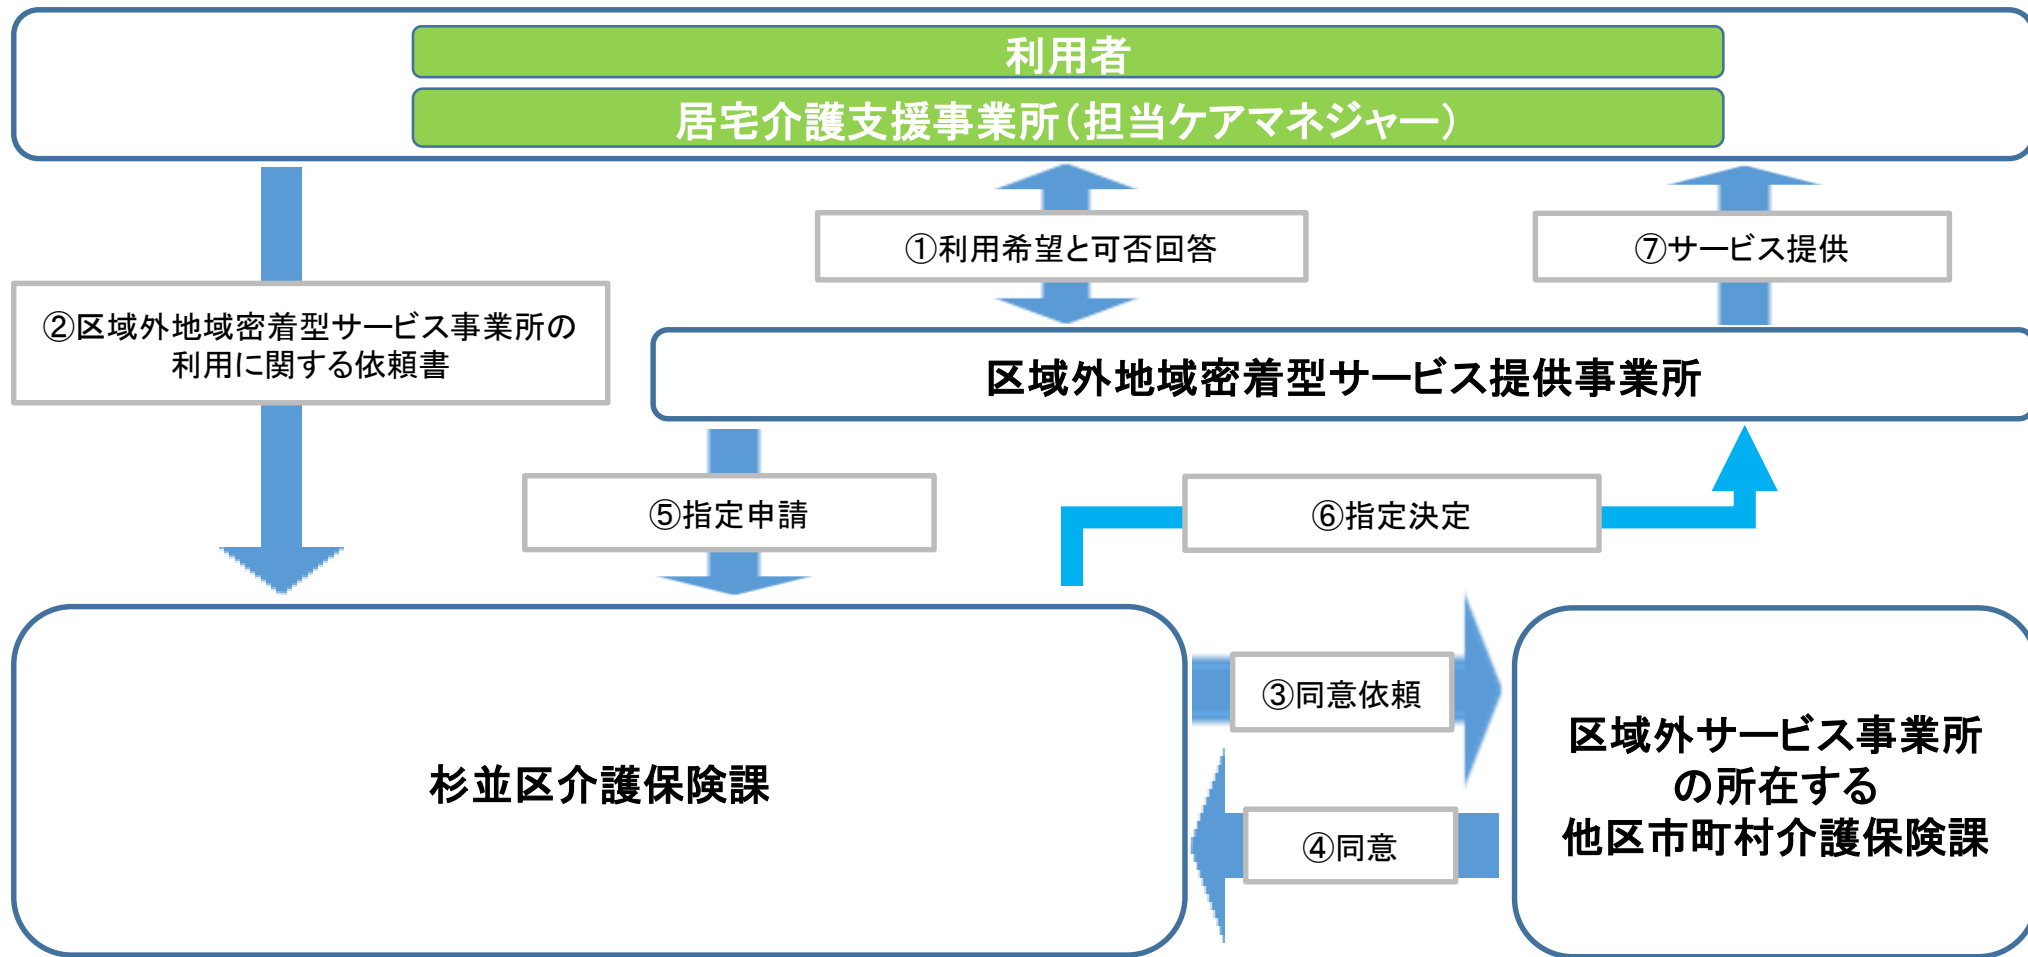 利用者
居宅介護支援事業所（担当ケアマネジャー）
①利用希望と可否回答
⑦サービス提供
②区域外地域密着型サービス事業所の
利用に関する依頼書
区域外地域密着型サービス提供事業所
⑤指定申請
⑥指定決定
③同意依頼
杉並区介護保険課
区域外サービス事業所
の所在する
他区市町村介護保険課
④同意